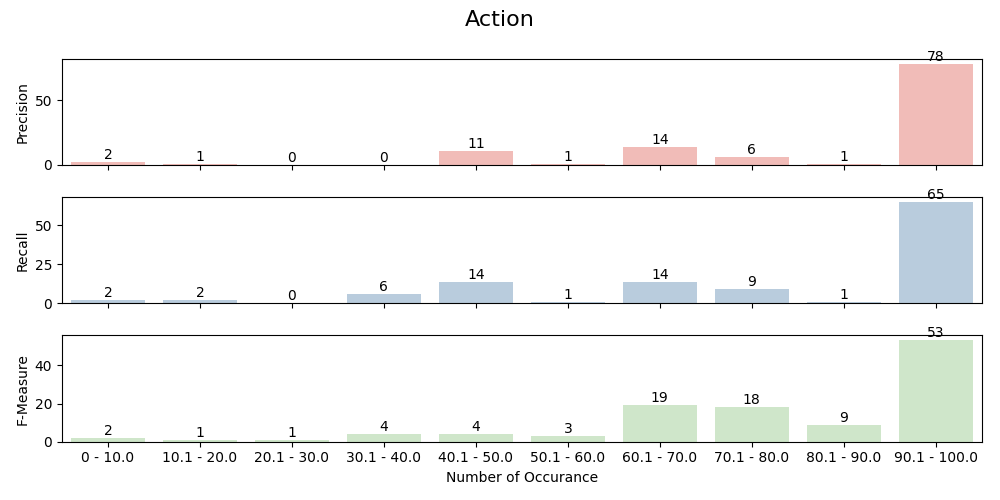 Action
Precision
50
0
2 1 0 0 11 1 14 6 1 78
Recall
50
25
0
2 2 0 6 14 1 14 9 1 65
F-Measure
40
20
0
2 1 1 4 4 3 19 18 9 53
0 - 10.0 10.1 - 20.0 20.1 - 30.0 30.1 - 40.0 40.1 - 50.0 50.1 - 60.0 60.1 - 70.0 70.1 - 80.0 80.1 - 90.0 90.1 - 100.0
Number of Occurance